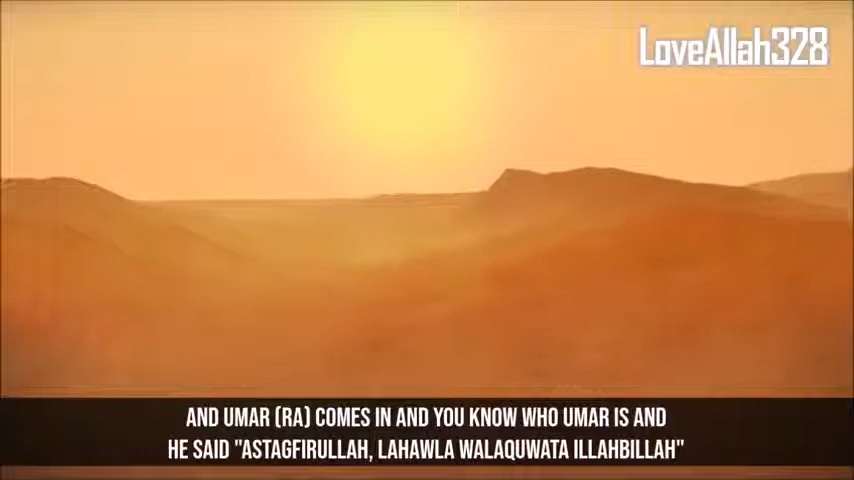 LoveAllah328
AND UMAR (RA) COMES IN AND YOU KNOW WHO UMAR IS AND
HE SAID "ASTAGFIRULLAH, LAHAWLA WALAQUWATA ILLAHBILLAH"